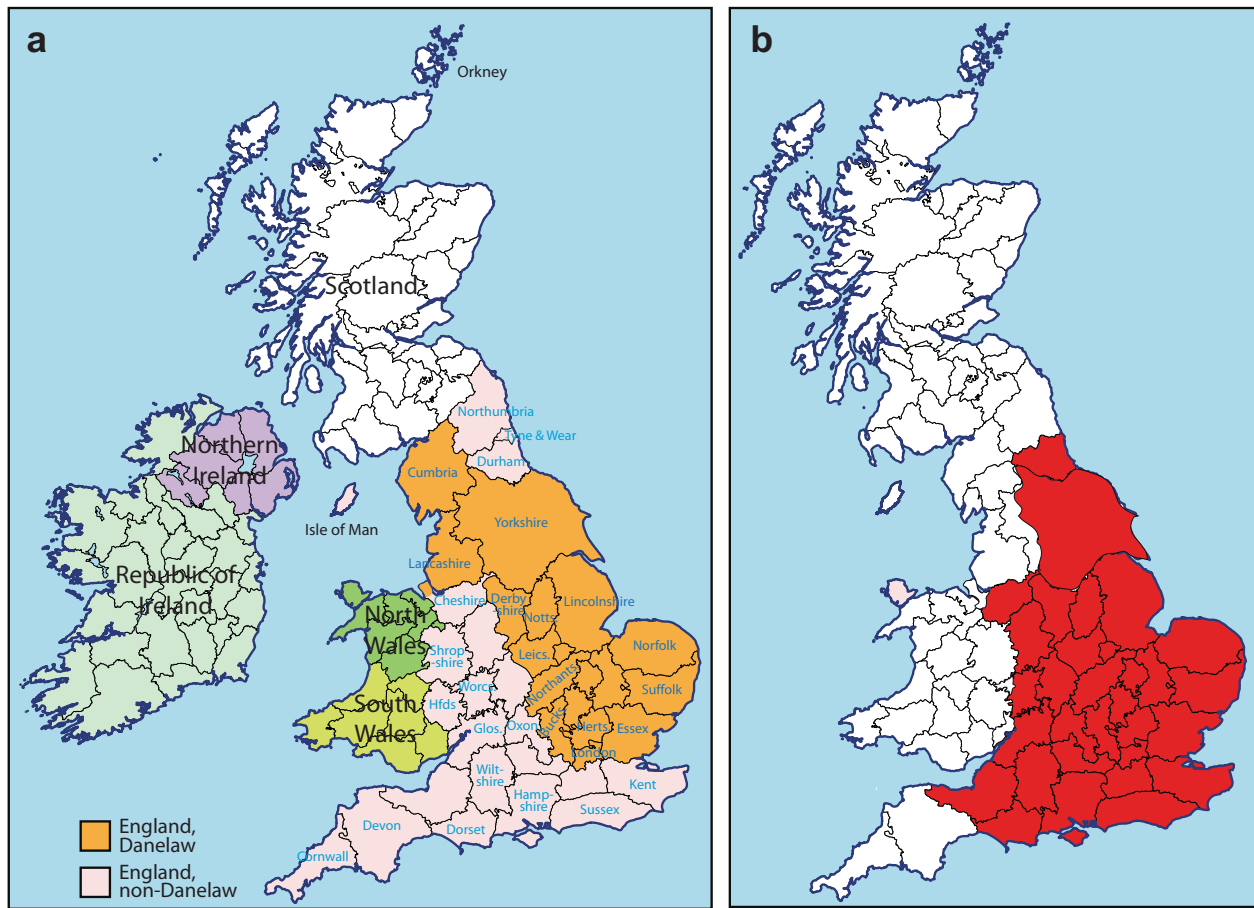 a
Orkney
Scotland
Northumbria
Tyne & Wear
Durham
Northern
Ireland
Cumbria
Isle of Man
Yorkshire
Lancashire
Republic of
Ireland
Cheshire
Derby
-shire
Notts.
Lincolnshire
North
Wales
Shrop
-shire
Leics.
Norfolk
Worcs.
Northants
Suffolk
South
Wales
Hfds
Glos.
Oxon.
Bucks.
Herts.
Essex
London
Wilt-
shire
Hamp-
shire
Kent
Sussex
Devon
Dorset
Cornwall
England,
Danelaw
England,
non-Danelaw
b